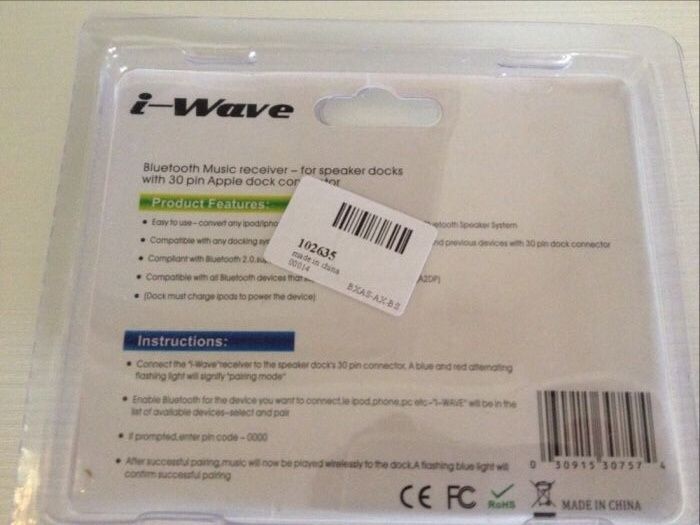 i-Wave
Bluetooth Music receiver – for speaker docks
with 30 pin Apple dock connector
Product Features:
• Easy to use - convert any ipod/ipho Bluetooth Speaker System
• Compatible with any docking sy nd previous devices with 30 pin dock connector
• Compliant with Bluetooth 2.0.su
• Compatible with all Bluetooth devices that A2DP)
• (Dock must charge ipods to power the device)
102635
made in china
00014
BXAS-AX-BS
Instructions:
• Connect the "i-Wave"receiver to the speaker dock's 30 pin connector, A blue and red alternating
flashing light will signify "pairing mode"
• Enable Bluetooth for the device you want to connect.ie ipod,phone,pc etc-"i-WAVE" will be in the
list of available devices-select and pair
• If prompted,enter pin code - 0000
• After successful pairing,music will now be played wirelessly to the dock.A flashing blue light will
confirm successful pairing
0 30915 30757 4
CE FC RoHS MADE IN CHINA